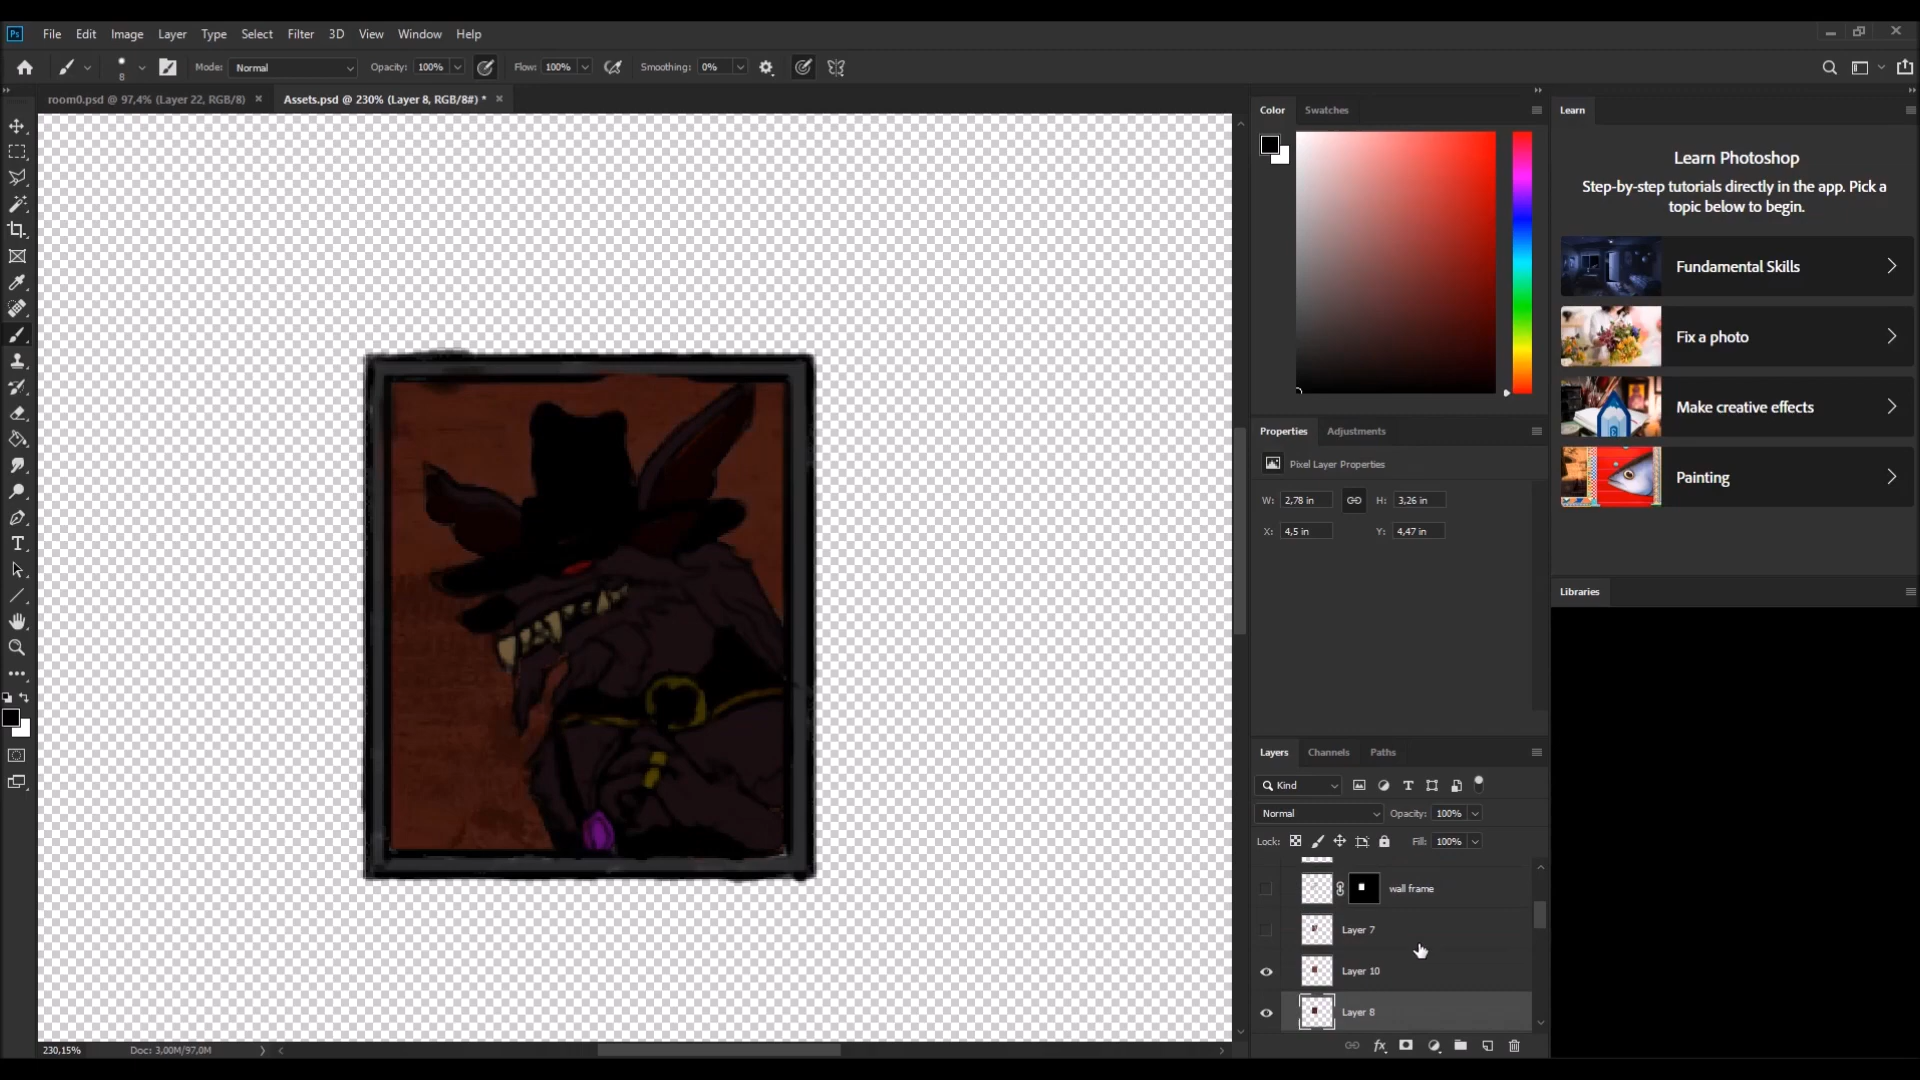 Ps File Edit Image Layer Type Select Filter 3D View Window Help
8 Mode: Normal Opacity: 100% Flow: 100% Smoothing: 0%
room0.psd @ 97,4% (Layer 22, RGB/8) × Assets.psd @ 230% (Layer 8, RGB/8#) * ×
Color Swatches
Learn
Learn Photoshop
Step-by-step tutorials directly in the app. Pick a
topic below to begin.
Fundamental Skills
Fix a photo
Make creative effects
Painting
Properties Adjustments
Pixel Layer Properties
W: 2,78 in H: 3,26 in
X: 4,5 in Y: 4,47 in
Libraries
Layers Channels Paths
Kind
Normal Opacity: 100%
Lock: Fill: 100%
wall frame
Layer 7
Layer 10
Layer 8
fx
230,15% Doc: 3,00M/97,0M